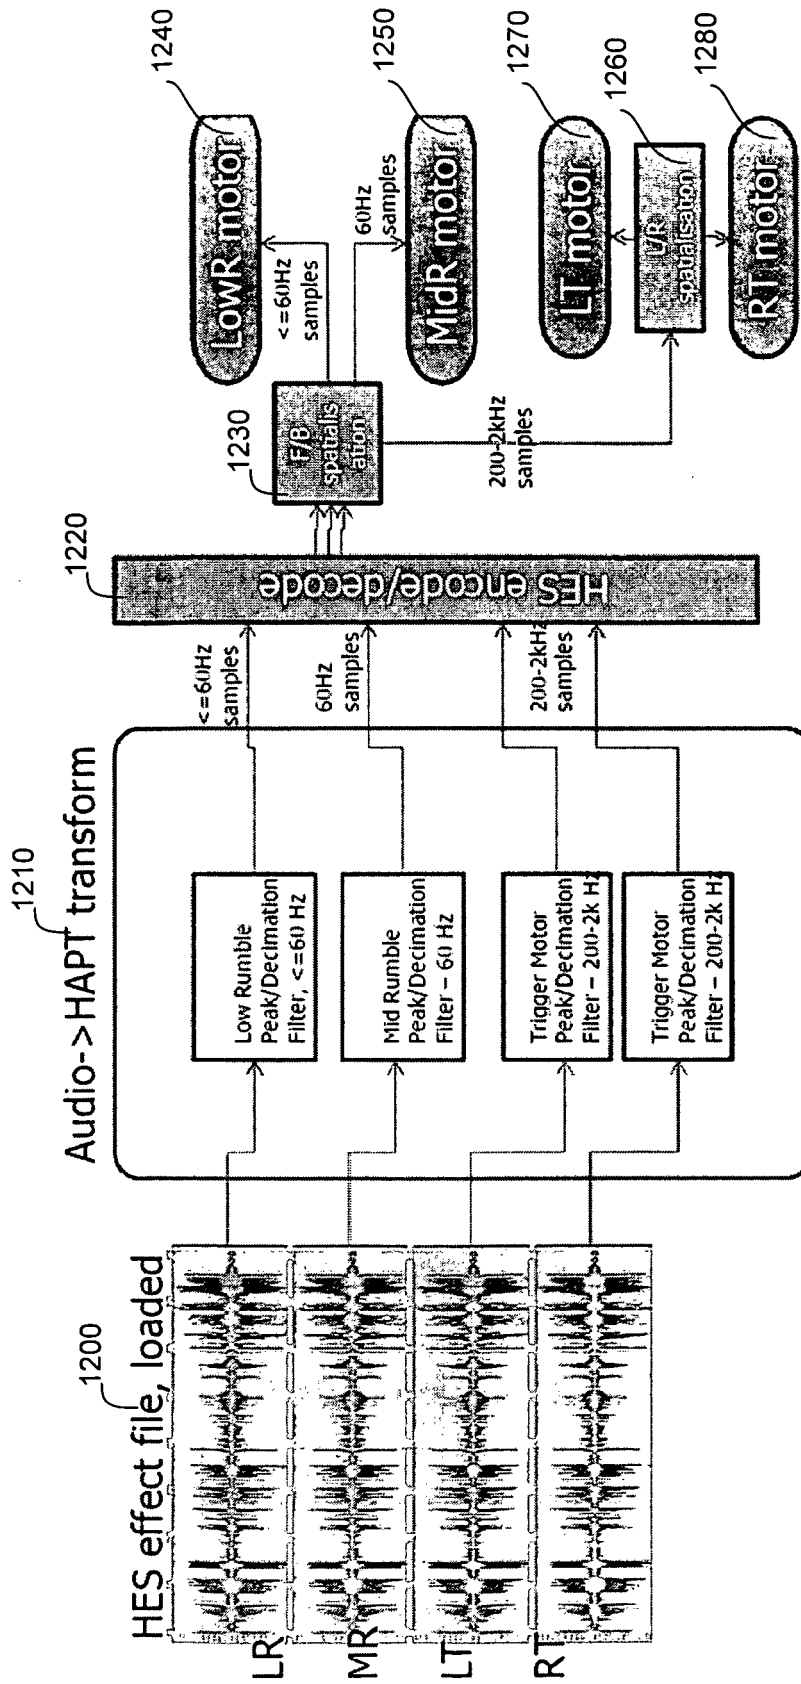 1200
HES effect file, loaded
LR
MR
LT
RT
1210
Audio->HAPT transform
Low Rumble
Peak/Decimation
Filter, <=60 Hz
Mid Rumble
Peak/Decimation
Filter – 60 Hz
Trigger Motor
Peak/Decimation
Filter – 200-2k Hz
Trigger Motor
Peak/Decimation
Filter – 200-2k Hz
<=60Hz
samples
60Hz
samples
200-2kHz
samples
1220
HES encode/decode
1230
F/B
spatialis
ation
<=60Hz
samples
60Hz
samples
200-2kHz
samples
1240
LowR motor
1250
MidR motor
1270
LT motor
1260
L/R
spatialisation
1280
RT motor